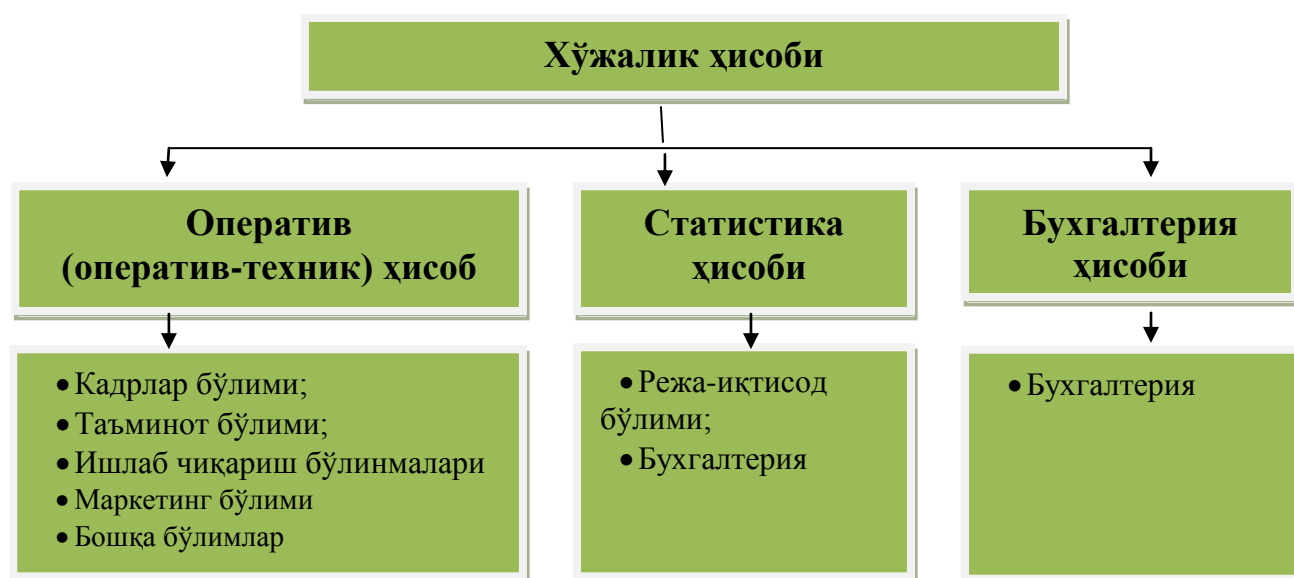 Хўжалик ҳисоби
Оператив
(оператив-техник) ҳисоб
Статистика
ҳисоби
Бухгалтерия
ҳисоби
• Кадрлар бўлими;
• Таъминот бўлими;
• Ишлаб чиқариш бўлинмалари
• Маркетинг бўлими
• Бошқа бўлимлар
• Режа-иқтисод
бўлими;
• Бухгалтерия
• Бухгалтерия